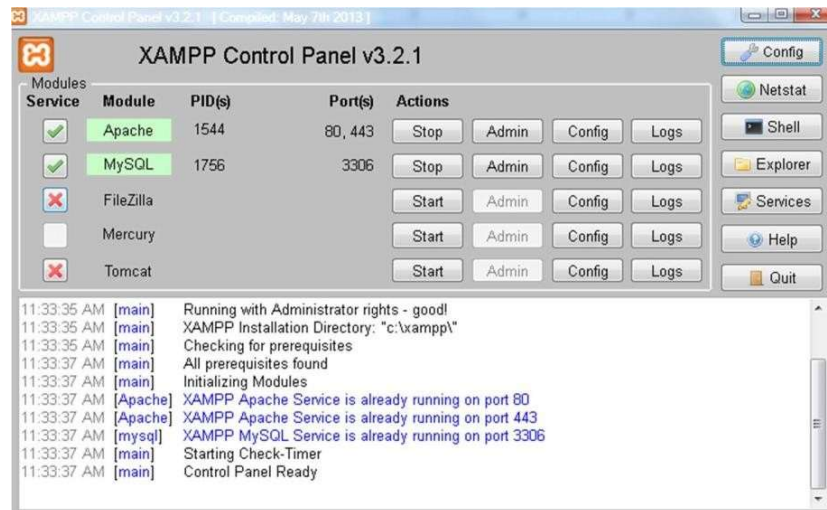 XAMPP Control Panel v3.2.1 [Compiled: May 7th 2013]
XAMPP Control Panel v3.2.1
Config
Modules
Netstat
Service Module PID(s) Port(s) Actions
Apache 1544 80, 443 Stop Admin Config Logs
Shell
MySQL 1756 3306 Stop Admin Config Logs
Explorer
FileZilla Start Admin Config Logs
Services
Mercury Start Admin Config Logs
Help
Tomcat Start Admin Config Logs
Quit
11:33:35 AM [main] Running with Administrator rights - good!
11:33:35 AM [main] XAMPP Installation Directory: "c:\xampp\"
11:33:35 AM [main] Checking for prerequisites
11:33:37 AM [main] All prerequisites found
11:33:37 AM [main] Initializing Modules
11:33:37 AM [Apache] XAMPP Apache Service is already running on port 80
11:33:37 AM [Apache] XAMPP Apache Service is already running on port 443
11:33:37 AM [mysql] XAMPP MySQL Service is already running on port 3306
11:33:37 AM [main] Starting Check-Timer
11:33:37 AM [main] Control Panel Ready